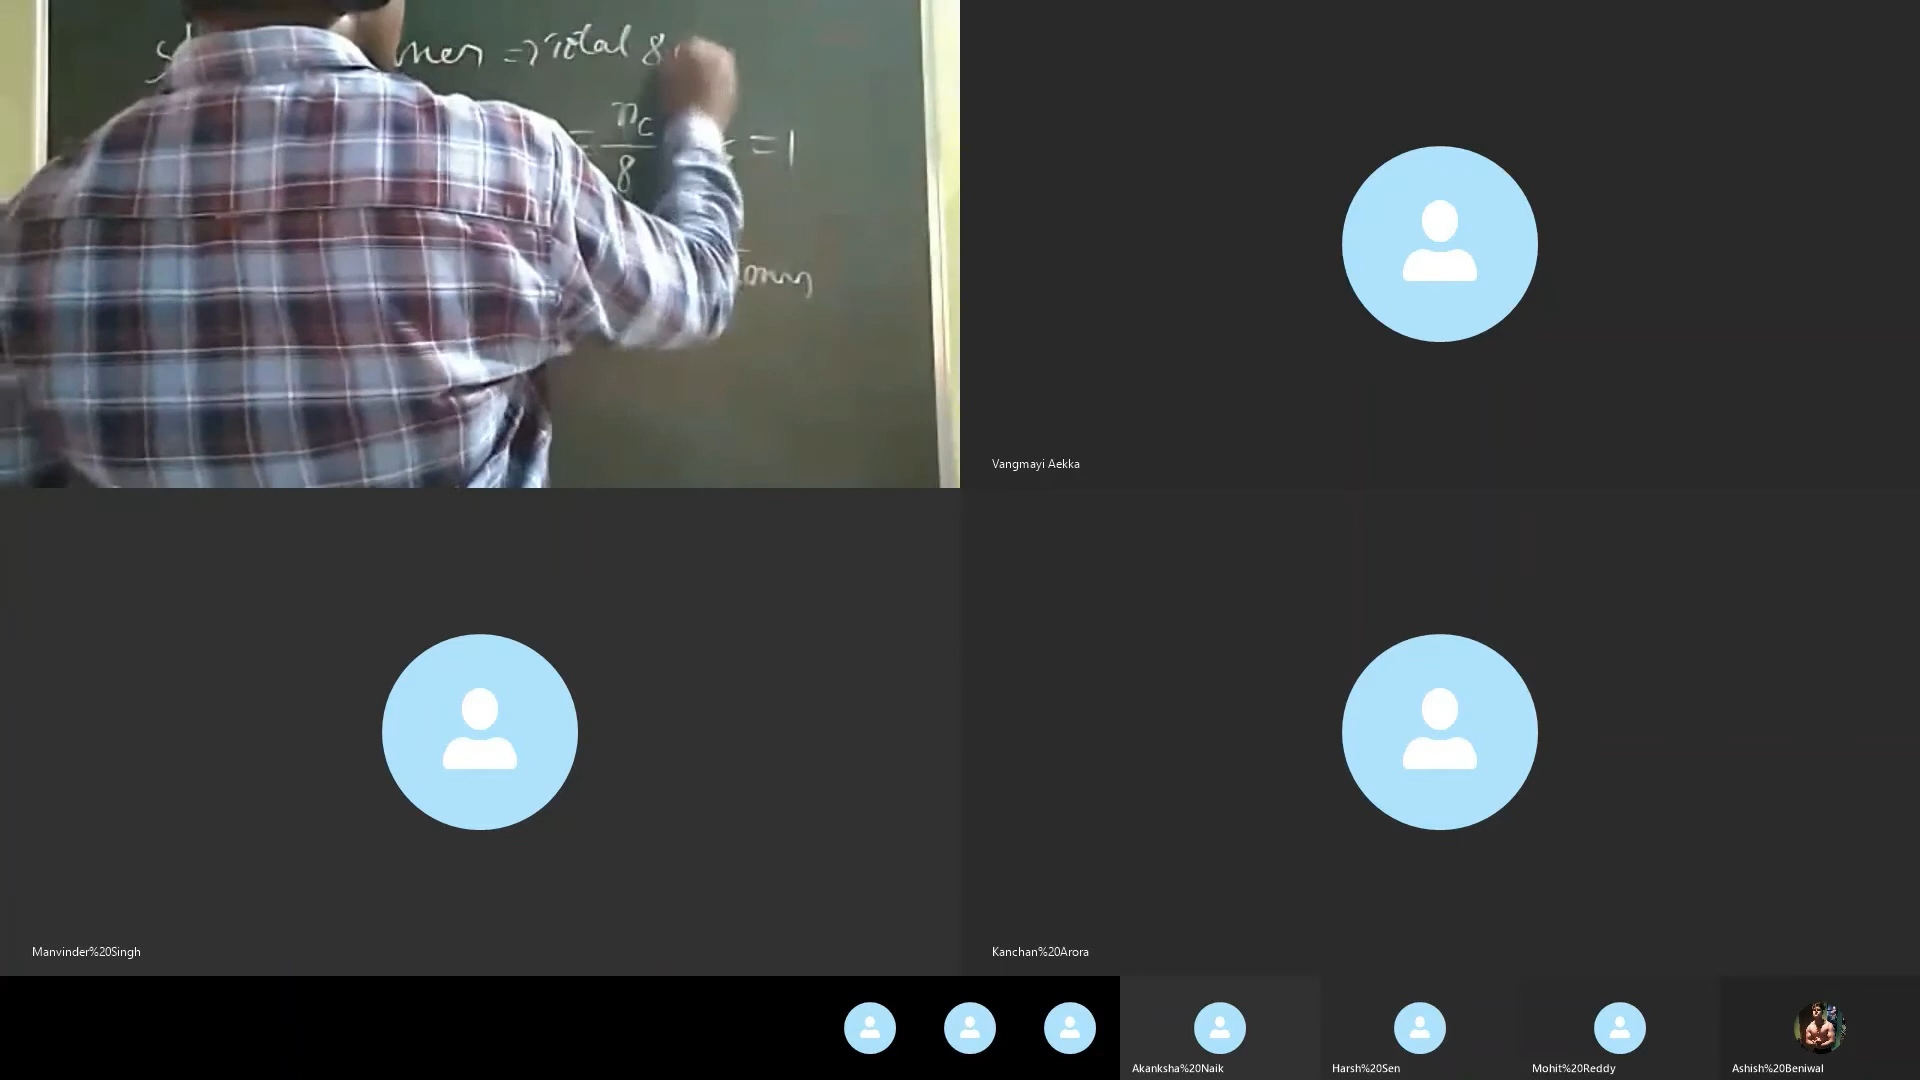 => Total 8
= n_c/8 = 1
Vangmayi Aekka
Manvinder%20Singh
Kanchan%20Arora
Akanksha%20Naik
Harsh%20Sen
Mohit%20Reddy
Ashish%20Beniwal